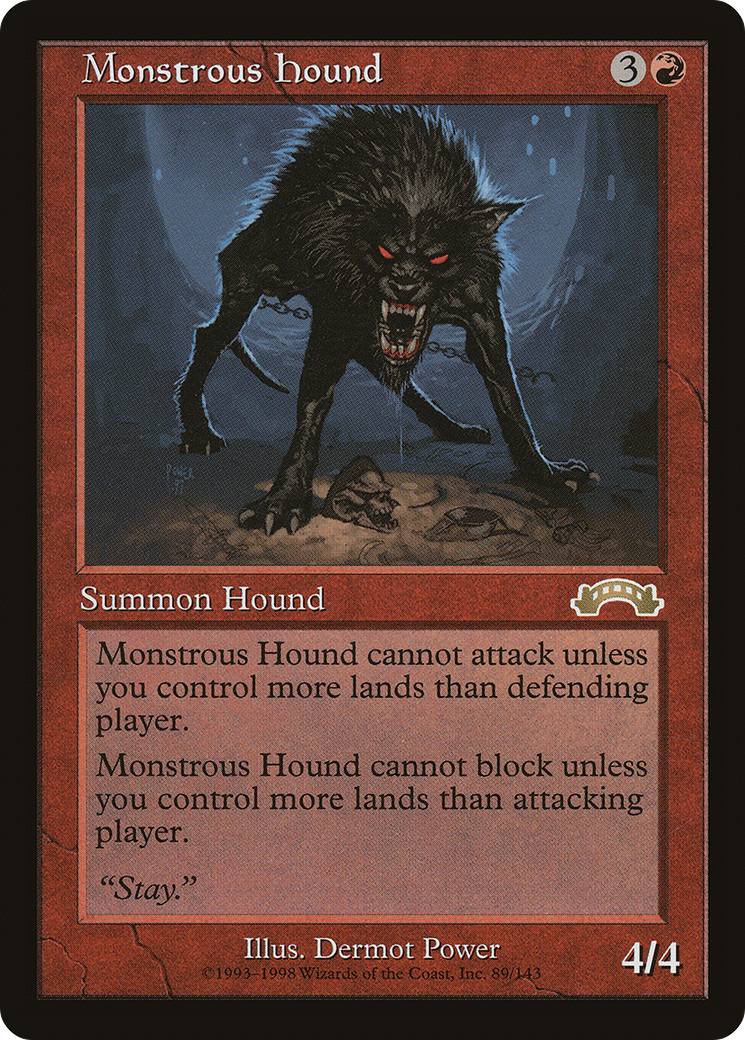 Monstrous Hound
3
POWER
97
Summon Hound
Monstrous Hound cannot attack unless
you control more lands than defending
player.
Monstrous Hound cannot block unless
you control more lands than attacking
player.
“Stay.”
Illus. Dermot Power
©1993–1998 Wizards of the Coast, Inc. 89/143
4/4